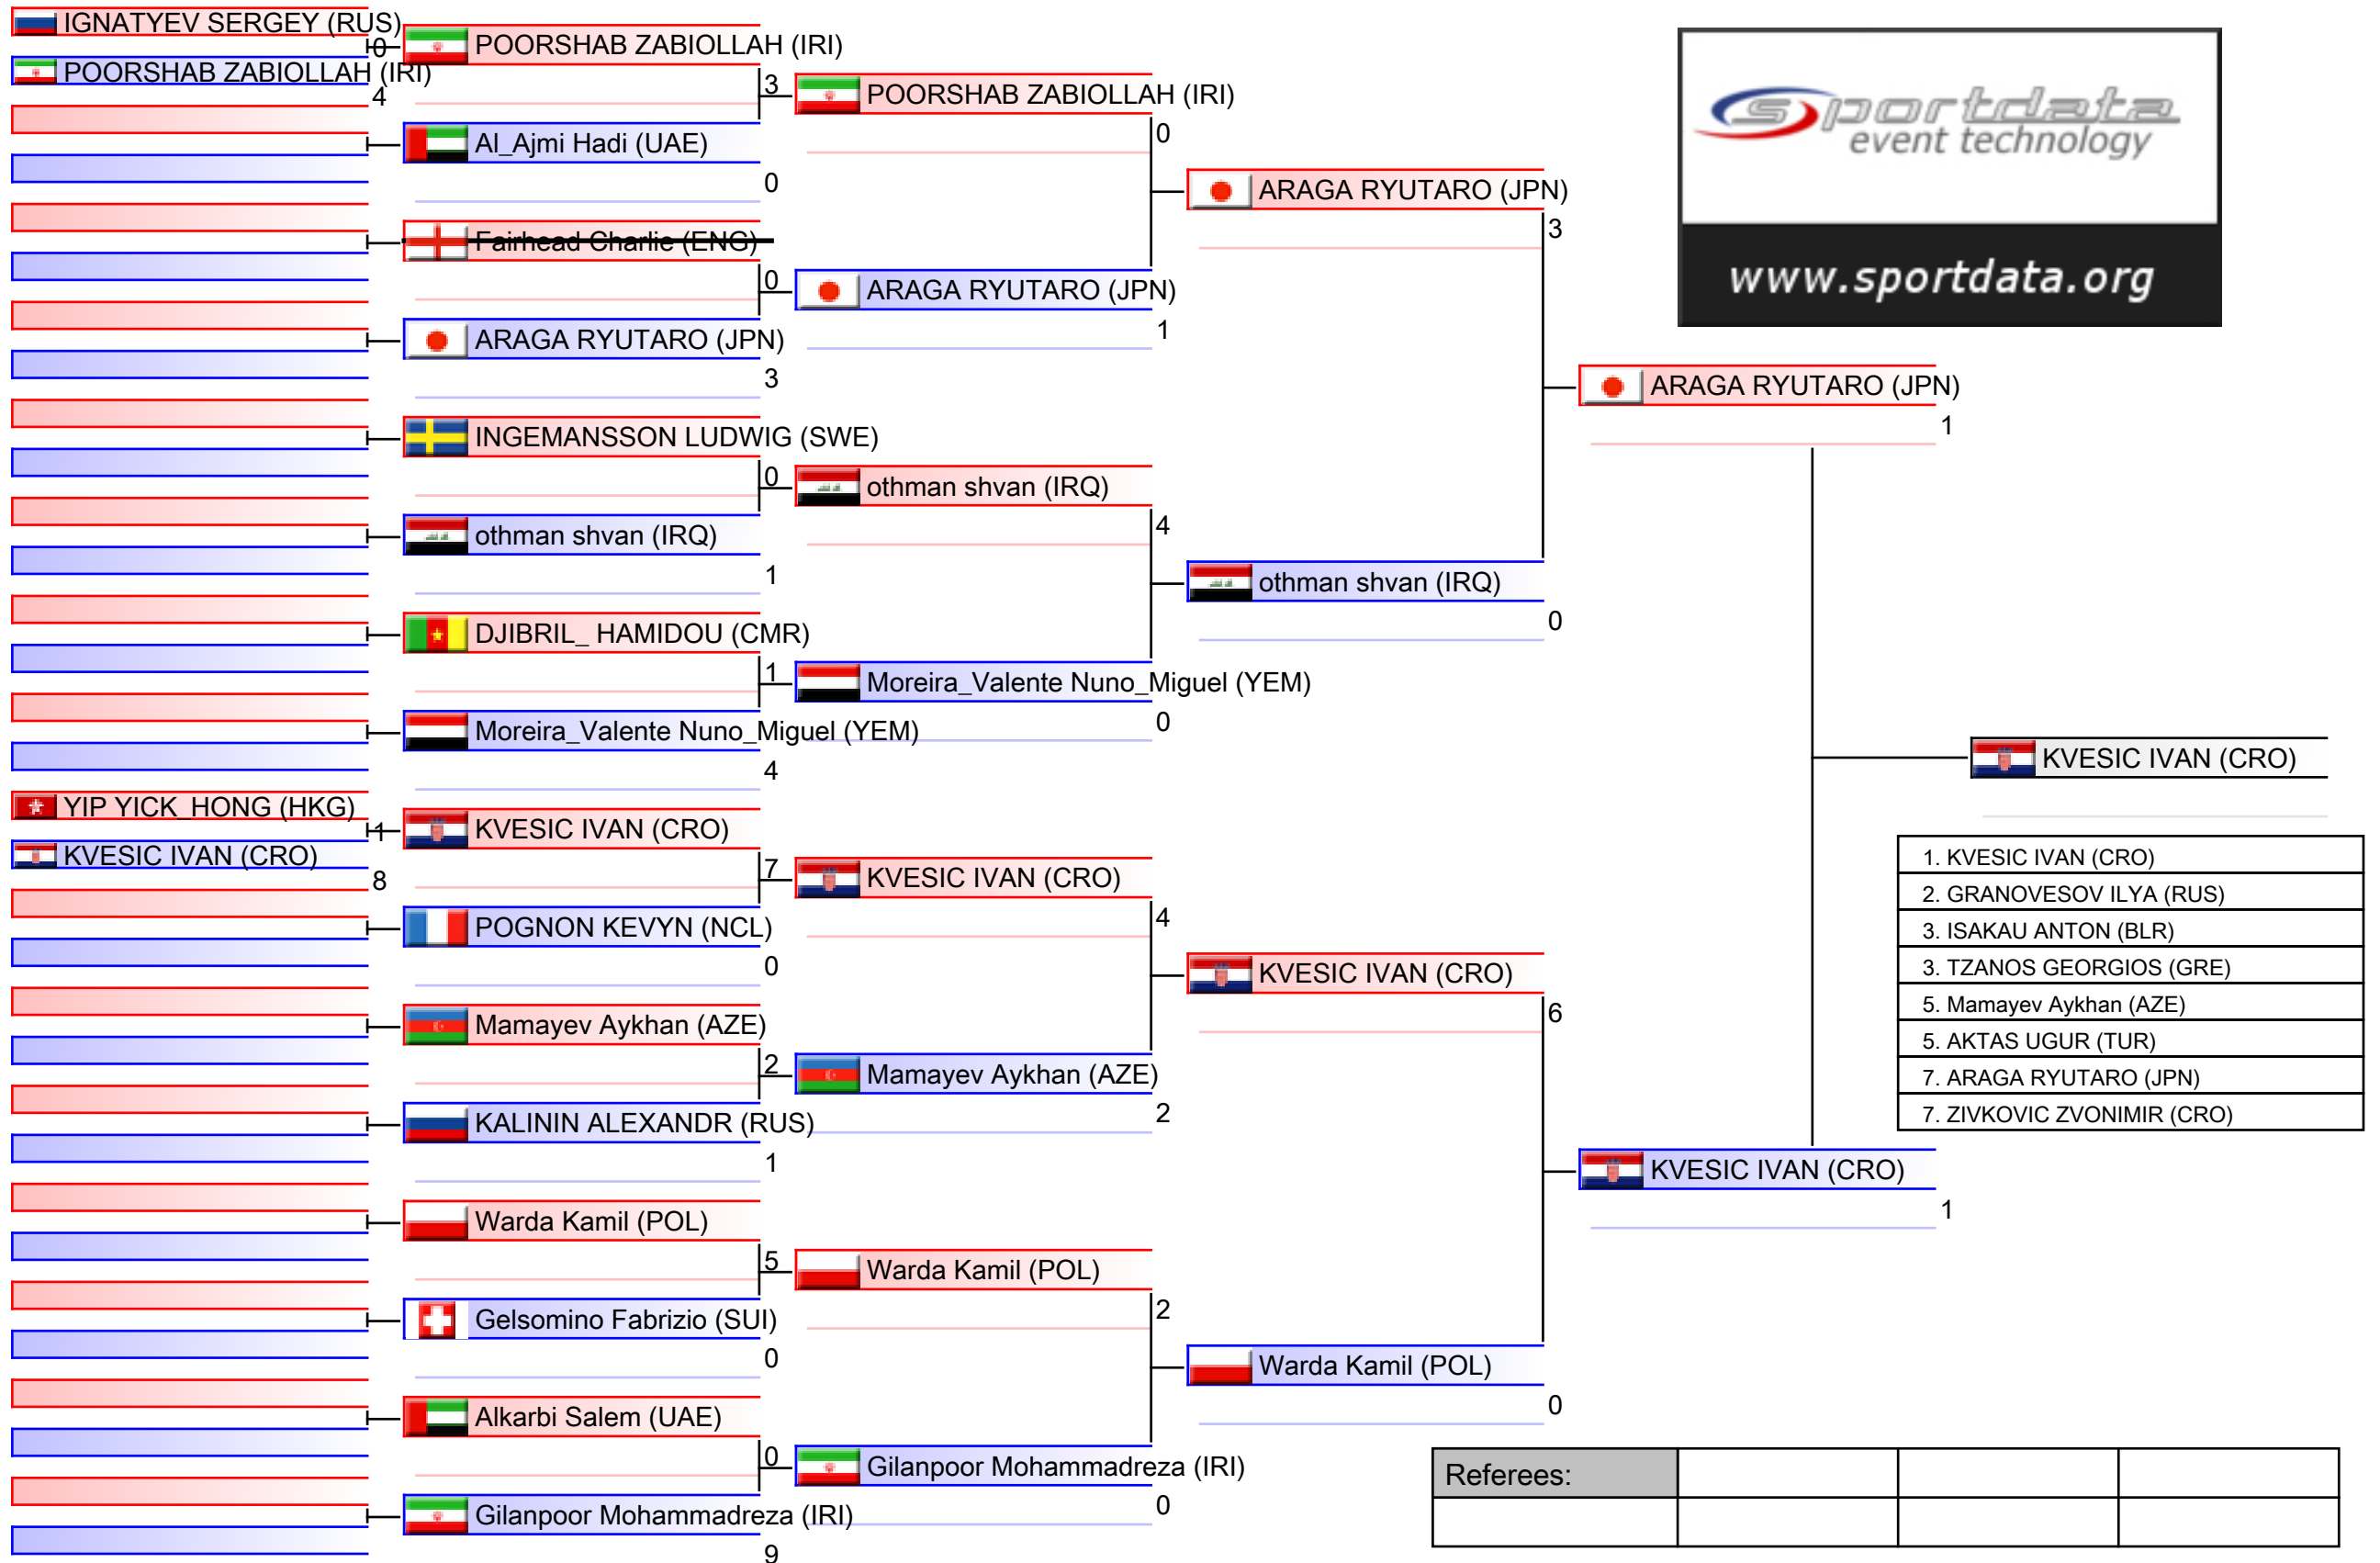 IGNATYEV SERGEY (RUS)
0
POORSHAB ZABIOLLAH (IRI)
4
YIP YICK_HONG (HKG)
1
KVESIC IVAN (CRO)
8
POORSHAB ZABIOLLAH (IRI)
3
Al_Ajmi Hadi (UAE)
0
Fairhead Charlie (ENG)
0
ARAGA RYUTARO (JPN)
3
INGEMANSSON LUDWIG (SWE)
0
othman shvan (IRQ)
1
DJIBRIL_ HAMIDOU (CMR)
1
Moreira_Valente Nuno_Miguel (YEM)
4
KVESIC IVAN (CRO)
7
POGNON KEVYN (NCL)
0
Mamayev Aykhan (AZE)
2
KALININ ALEXANDR (RUS)
1
Warda Kamil (POL)
5
Gelsomino Fabrizio (SUI)
0
Alkarbi Salem (UAE)
0
Gilanpoor Mohammadreza (IRI)
9
POORSHAB ZABIOLLAH (IRI)
0
ARAGA RYUTARO (JPN)
1
othman shvan (IRQ)
4
Moreira_Valente Nuno_Miguel (YEM)
0
KVESIC IVAN (CRO)
4
Mamayev Aykhan (AZE)
2
Warda Kamil (POL)
2
Gilanpoor Mohammadreza (IRI)
0
ARAGA RYUTARO (JPN)
3
othman shvan (IRQ)
0
KVESIC IVAN (CRO)
6
Warda Kamil (POL)
0
ARAGA RYUTARO (JPN)
1
KVESIC IVAN (CRO)
1
KVESIC IVAN (CRO)
sportdata
event technology
www.sportdata.org
1. KVESIC IVAN (CRO)
2. GRANOVESOV ILYA (RUS)
3. ISAKAU ANTON (BLR)
3. TZANOS GEORGIOS (GRE)
5. Mamayev Aykhan (AZE)
5. AKTAS UGUR (TUR)
7. ARAGA RYUTARO (JPN)
7. ZIVKOVIC ZVONIMIR (CRO)
Referees: